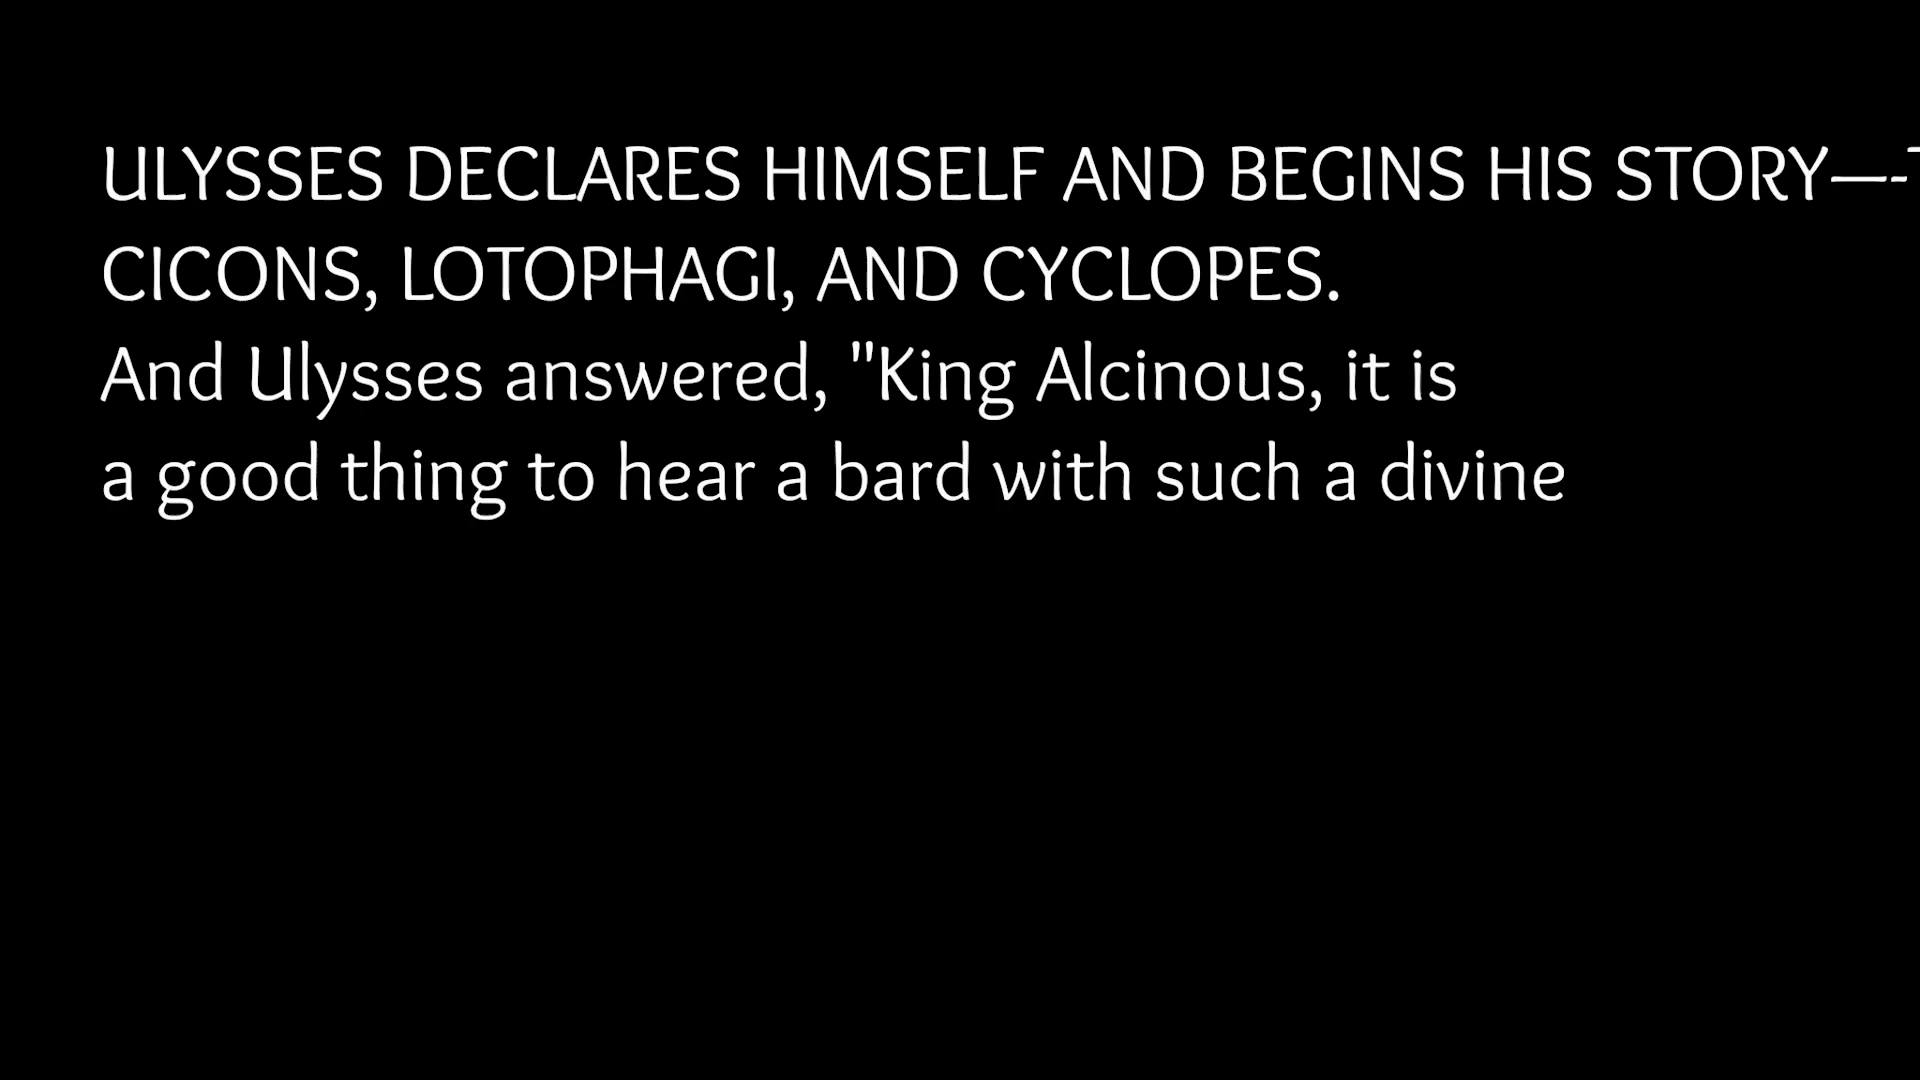 ULYSSES DECLARES HIMSELF AND BEGINS HIS STORY—-
CICONS, LOTOPHAGI, AND CYCLOPES.
And Ulysses answered, "King Alcinous, it is
a good thing to hear a bard with such a divine